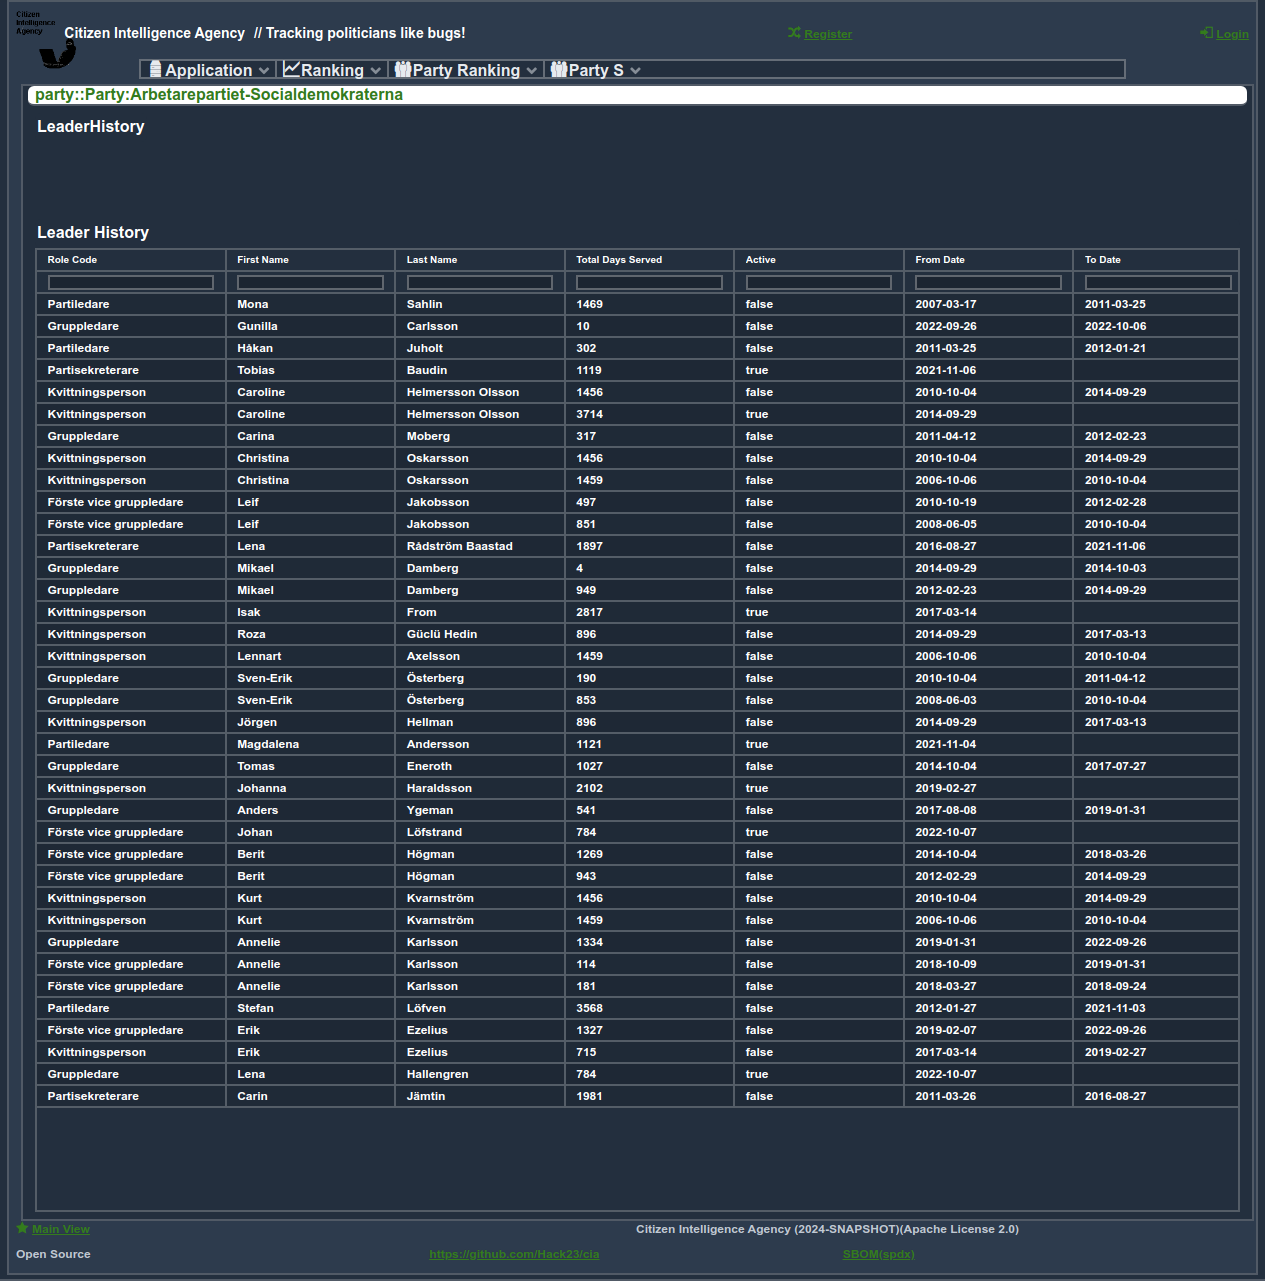 Citizen
Intelligence
Agency
Citizen Intelligence Agency // Tracking politicians like bugs!
Register
Login
Application Ranking Party Ranking Party S
party::Party:Arbetarepartiet-Socialdemokraterna
LeaderHistory
Leader History
Role Code First Name Last Name Total Days Served Active From Date To Date
Partiledare Mona Sahlin 1469 false 2007-03-17 2011-03-25
Gruppledare Gunilla Carlsson 10 false 2022-09-26 2022-10-06
Partiledare Håkan Juholt 302 false 2011-03-25 2012-01-21
Partisekreterare Tobias Baudin 1119 true 2021-11-06
Kvittningsperson Caroline Helmersson Olsson 1456 false 2010-10-04 2014-09-29
Kvittningsperson Caroline Helmersson Olsson 3714 true 2014-09-29
Gruppledare Carina Moberg 317 false 2011-04-12 2012-02-23
Kvittningsperson Christina Oskarsson 1456 false 2010-10-04 2014-09-29
Kvittningsperson Christina Oskarsson 1459 false 2006-10-06 2010-10-04
Förste vice gruppledare Leif Jakobsson 497 false 2010-10-19 2012-02-28
Förste vice gruppledare Leif Jakobsson 851 false 2008-06-05 2010-10-04
Partisekreterare Lena Rådström Baastad 1897 false 2016-08-27 2021-11-06
Gruppledare Mikael Damberg 4 false 2014-09-29 2014-10-03
Gruppledare Mikael Damberg 949 false 2012-02-23 2014-09-29
Kvittningsperson Isak From 2817 true 2017-03-14
Kvittningsperson Roza Güclü Hedin 896 false 2014-09-29 2017-03-13
Kvittningsperson Lennart Axelsson 1459 false 2006-10-06 2010-10-04
Gruppledare Sven-Erik Österberg 190 false 2010-10-04 2011-04-12
Gruppledare Sven-Erik Österberg 853 false 2008-06-03 2010-10-04
Kvittningsperson Jörgen Hellman 896 false 2014-09-29 2017-03-13
Partiledare Magdalena Andersson 1121 true 2021-11-04
Gruppledare Tomas Eneroth 1027 false 2014-10-04 2017-07-27
Kvittningsperson Johanna Haraldsson 2102 true 2019-02-27
Gruppledare Anders Ygeman 541 false 2017-08-08 2019-01-31
Förste vice gruppledare Johan Löfstrand 784 true 2022-10-07
Förste vice gruppledare Berit Högman 1269 false 2014-10-04 2018-03-26
Förste vice gruppledare Berit Högman 943 false 2012-02-29 2014-09-29
Kvittningsperson Kurt Kvarnström 1456 false 2010-10-04 2014-09-29
Kvittningsperson Kurt Kvarnström 1459 false 2006-10-06 2010-10-04
Gruppledare Annelie Karlsson 1334 false 2019-01-31 2022-09-26
Förste vice gruppledare Annelie Karlsson 114 false 2018-10-09 2019-01-31
Förste vice gruppledare Annelie Karlsson 181 false 2018-03-27 2018-09-24
Partiledare Stefan Löfven 3568 false 2012-01-27 2021-11-03
Förste vice gruppledare Erik Ezelius 1327 false 2019-02-07 2022-09-26
Kvittningsperson Erik Ezelius 715 false 2017-03-14 2019-02-27
Gruppledare Lena Hallengren 784 true 2022-10-07
Partisekreterare Carin Jämtin 1981 false 2011-03-26 2016-08-27
Main View Citizen Intelligence Agency (2024-SNAPSHOT)(Apache License 2.0)
Open Source https://github.com/Hack23/cia SBOM(spdx)